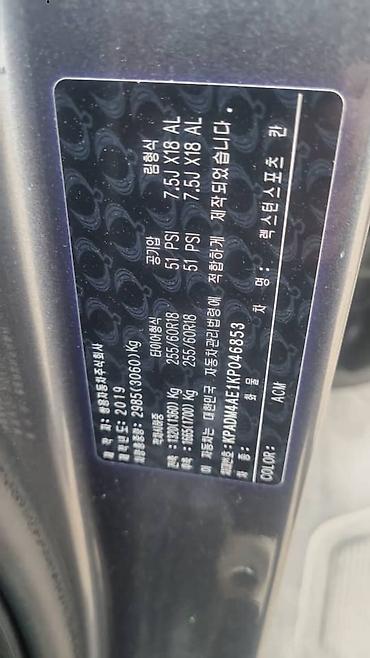 제 작 자: 쌍용자동차주식회사
제작년도: 2019
차량총중량: 2985(3060)Kg
타이어형식 공기압 림형식
전축: 1320(1360) Kg 255/60R18 51 PSI 7.5J X18 AL
후축: 1665(1700) Kg 255/60R18 51 PSI 7.5J X18 AL
이 자동차는 대한민국 자동차관리법령에 적합하게 제작되었습니다.
차대번호: KPADM4AE1KP046853
차 종: 화 물 차 명: 렉스턴스포츠 칸
COLOR: ACM